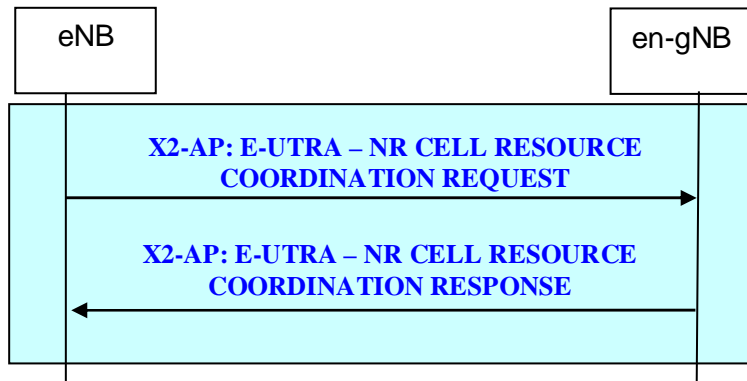 eNB
en-gNB
X2-AP: E-UTRA – NR CELL RESOURCE
COORDINATION REQUEST
X2-AP: E-UTRA – NR CELL RESOURCE
COORDINATION RESPONSE